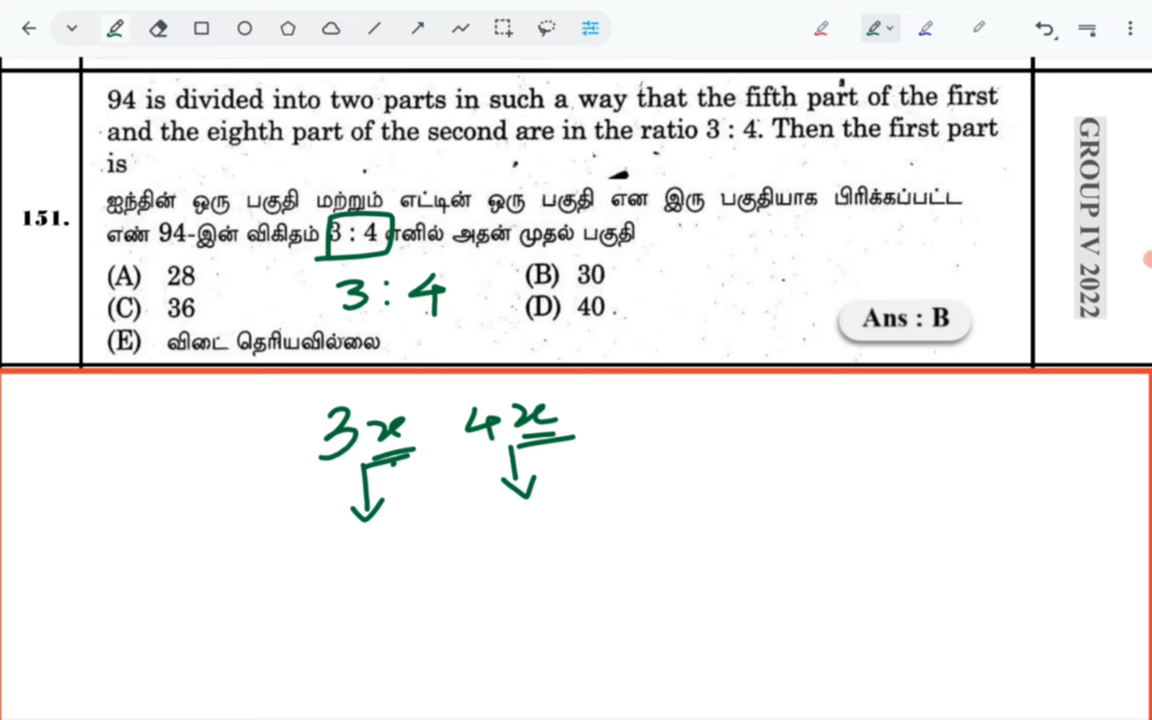 94 is divided into two parts in such a way that the fifth part of the first
and the eighth part of the second are in the ratio 3 : 4. Then the first part
is
151.
ஐந்தின் ஒரு பகுதி மற்றும் எட்டின் ஒரு பகுதி என இரு பகுதியாக பிரிக்கப்பட்ட
எண் 94-இன் விகிதம் 3 : 4 எனில் அதன் முதல் பகுதி
(A) 28
(B) 30
3 : 4
(C) 36
(D) 40
Ans : B
(E) விடை தெரியவில்லை
GROUP IV 2022
3x 4x